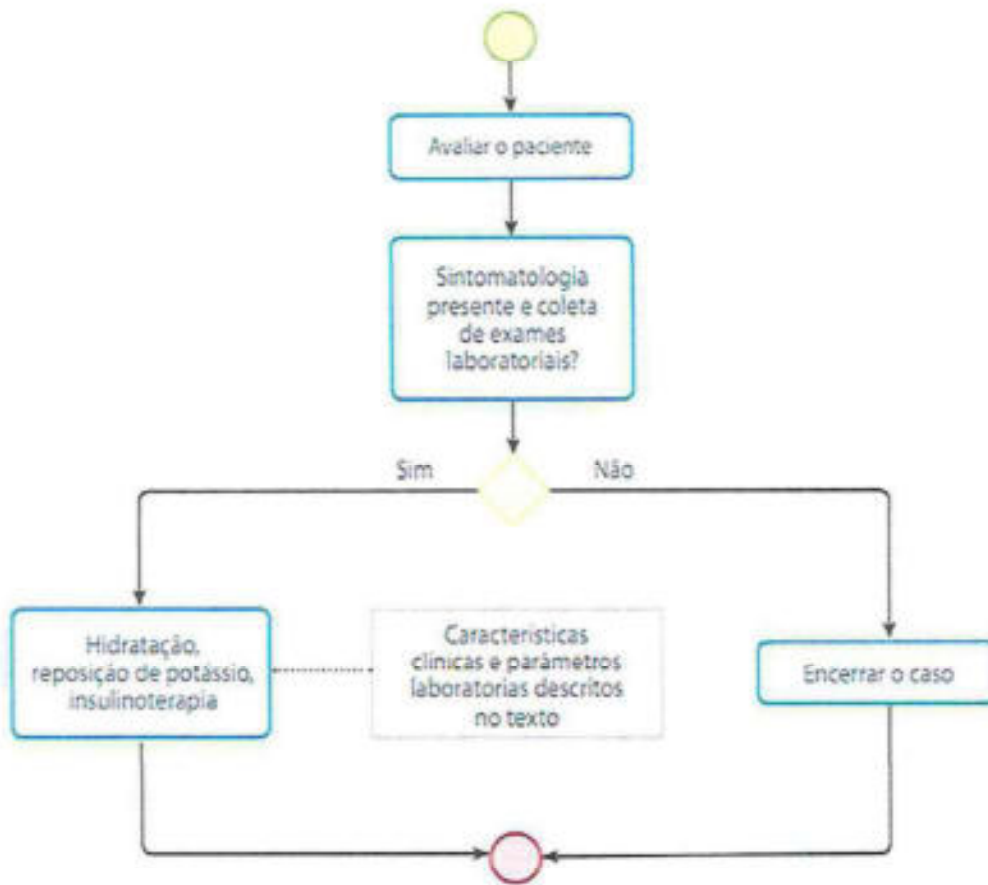 Avaliar o paciente
Sintomatologia
presente e coleta
de exames
laboratoriais?
Sim
Não
Hidratação,
reposição de potássio,
insulinoterapia
Características
clínicas e parâmetros
laboratorias descritos
no texto
Encerrar o caso